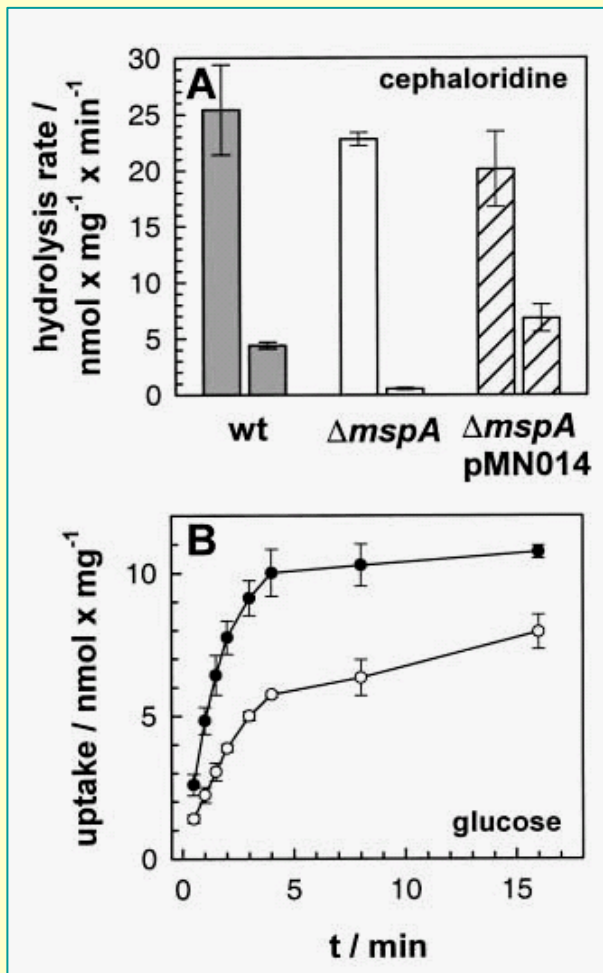 A
cephaloridine
hydrolysis rate /
nmol x mg⁻¹ x min⁻¹
30
25
20
15
10
5
0
wt
ΔmspA
ΔmspA
pMN014
B
uptake / nmol x mg⁻¹
10
5
0
glucose
0 5 10 15
t / min